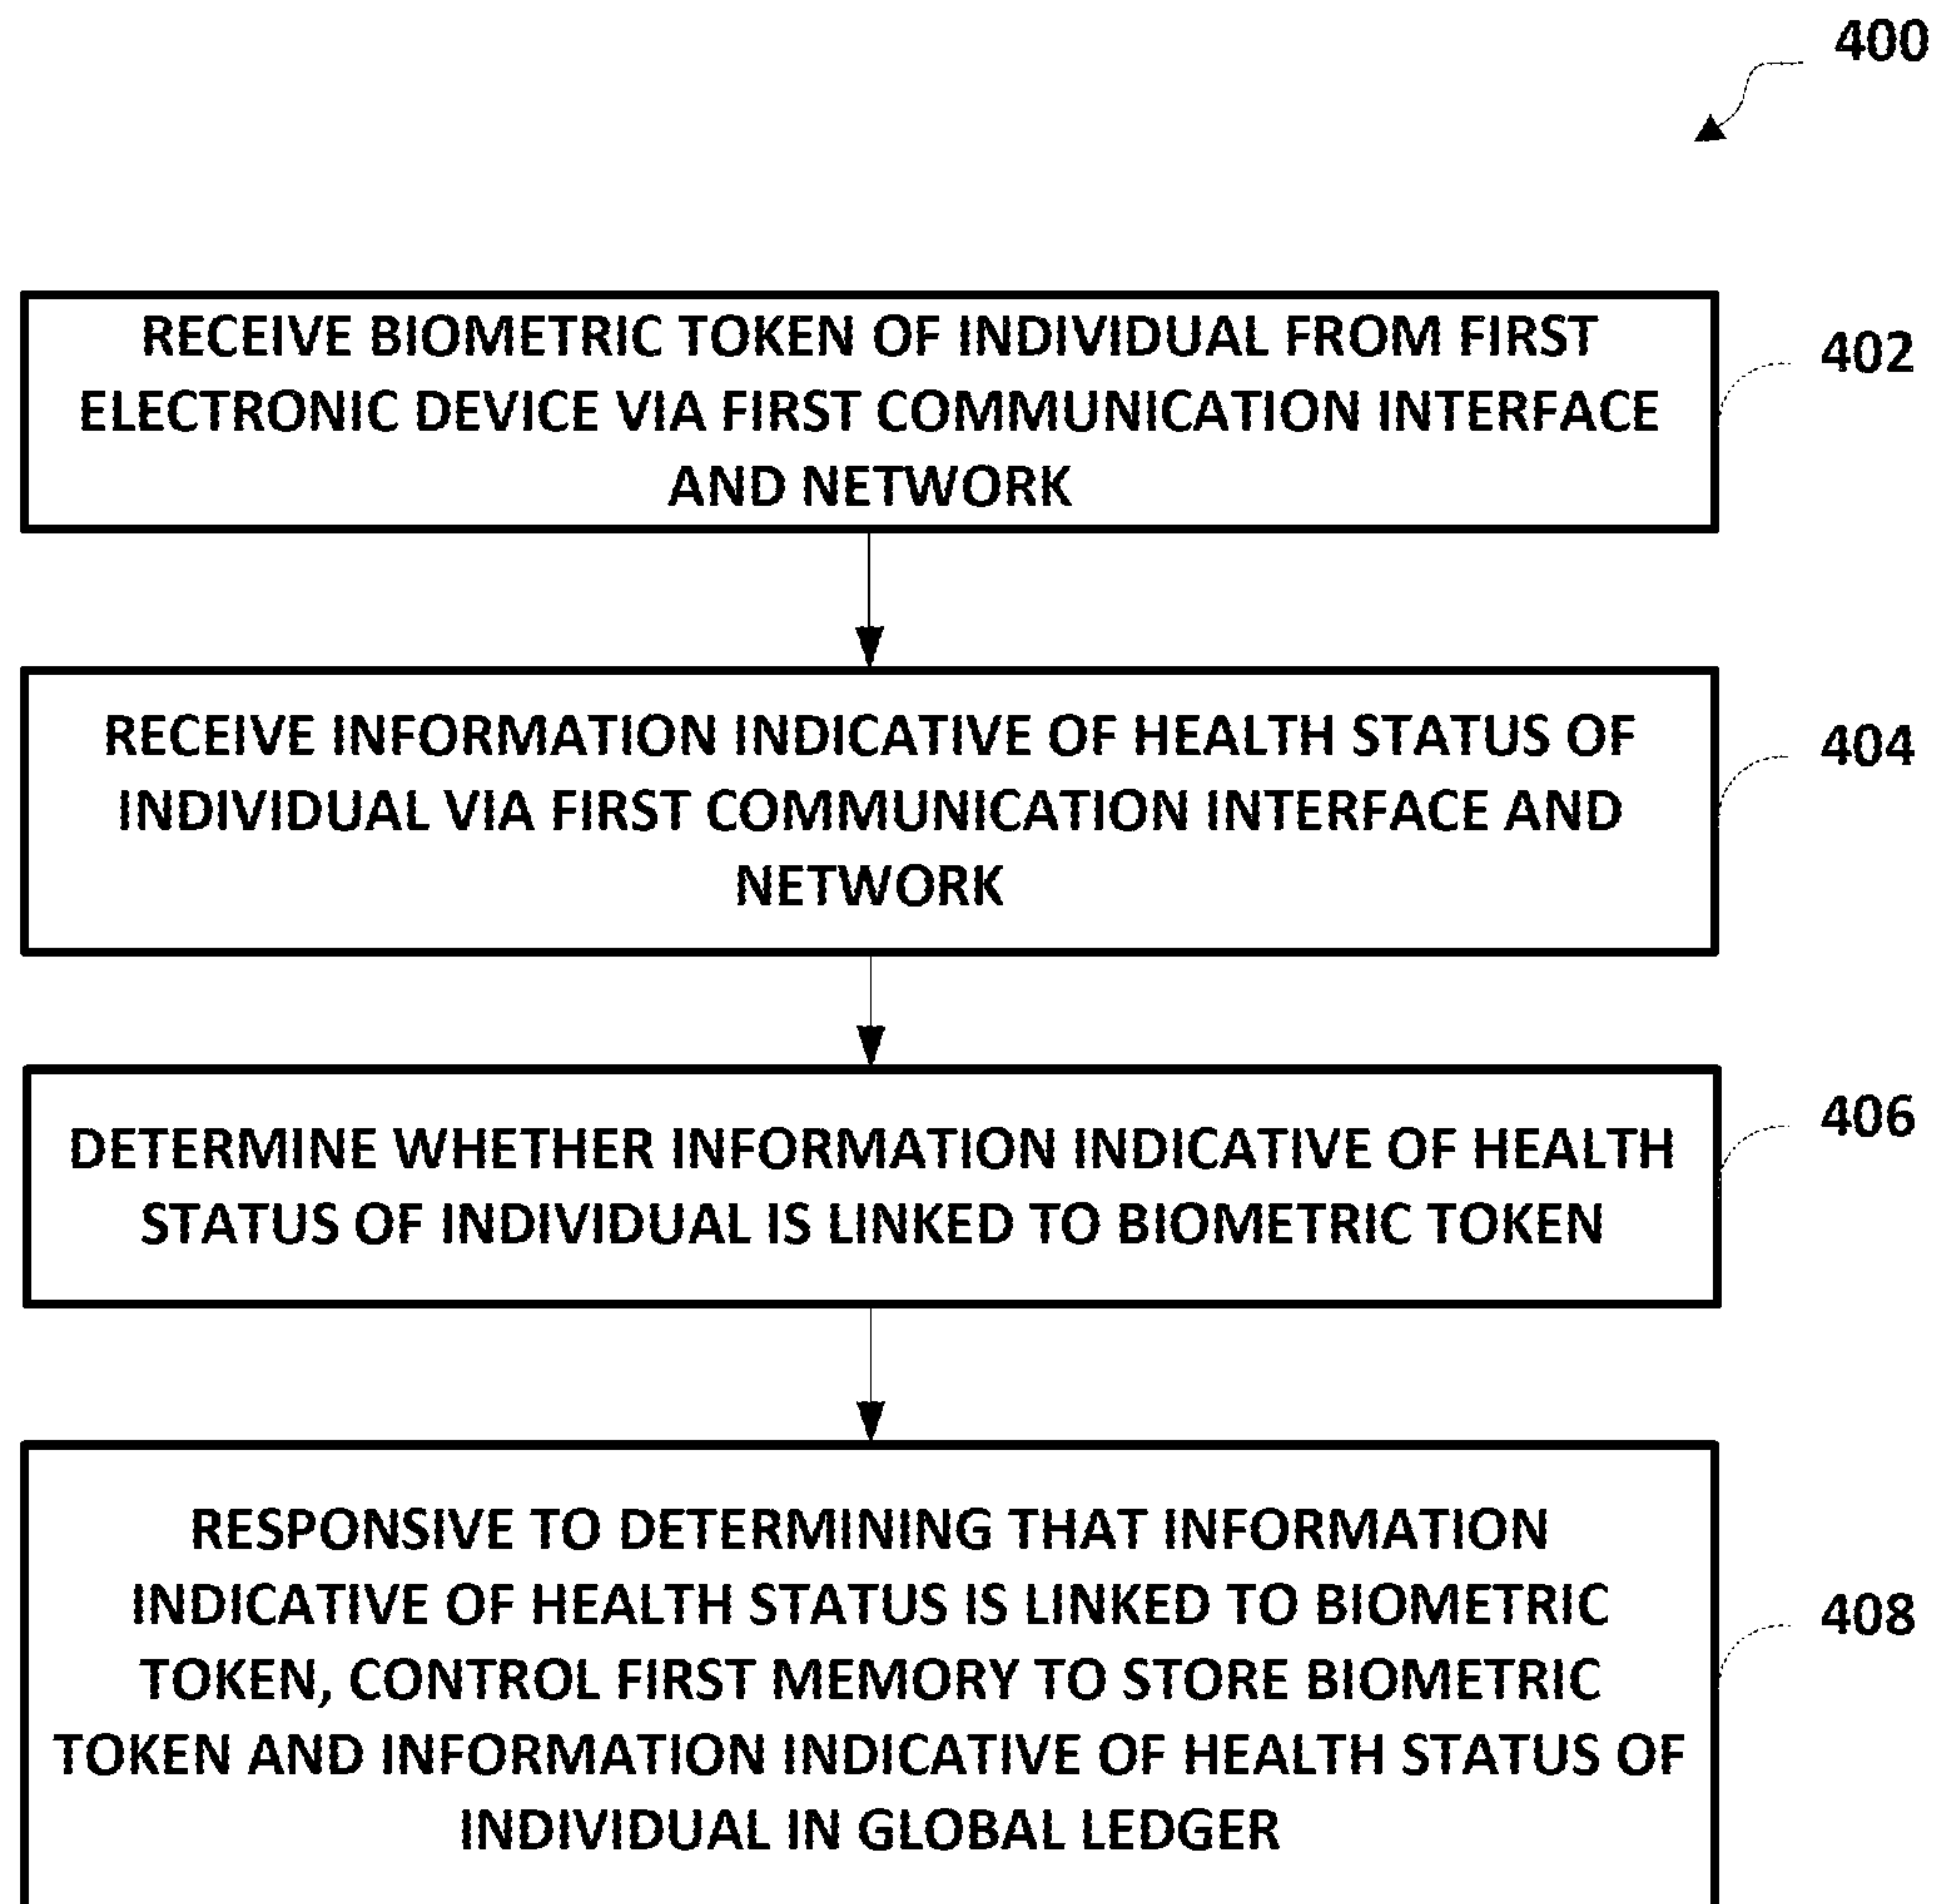 400
RECEIVE BIOMETRIC TOKEN OF INDIVIDUAL FROM FIRST
ELECTRONIC DEVICE VIA FIRST COMMUNICATION INTERFACE
AND NETWORK
402
RECEIVE INFORMATION INDICATIVE OF HEALTH STATUS OF
INDIVIDUAL VIA FIRST COMMUNICATION INTERFACE AND
NETWORK
404
DETERMINE WHETHER INFORMATION INDICATIVE OF HEALTH
STATUS OF INDIVIDUAL IS LINKED TO BIOMETRIC TOKEN
406
RESPONSIVE TO DETERMINING THAT INFORMATION
INDICATIVE OF HEALTH STATUS IS LINKED TO BIOMETRIC
TOKEN, CONTROL FIRST MEMORY TO STORE BIOMETRIC
TOKEN AND INFORMATION INDICATIVE OF HEALTH STATUS OF
INDIVIDUAL IN GLOBAL LEDGER
408